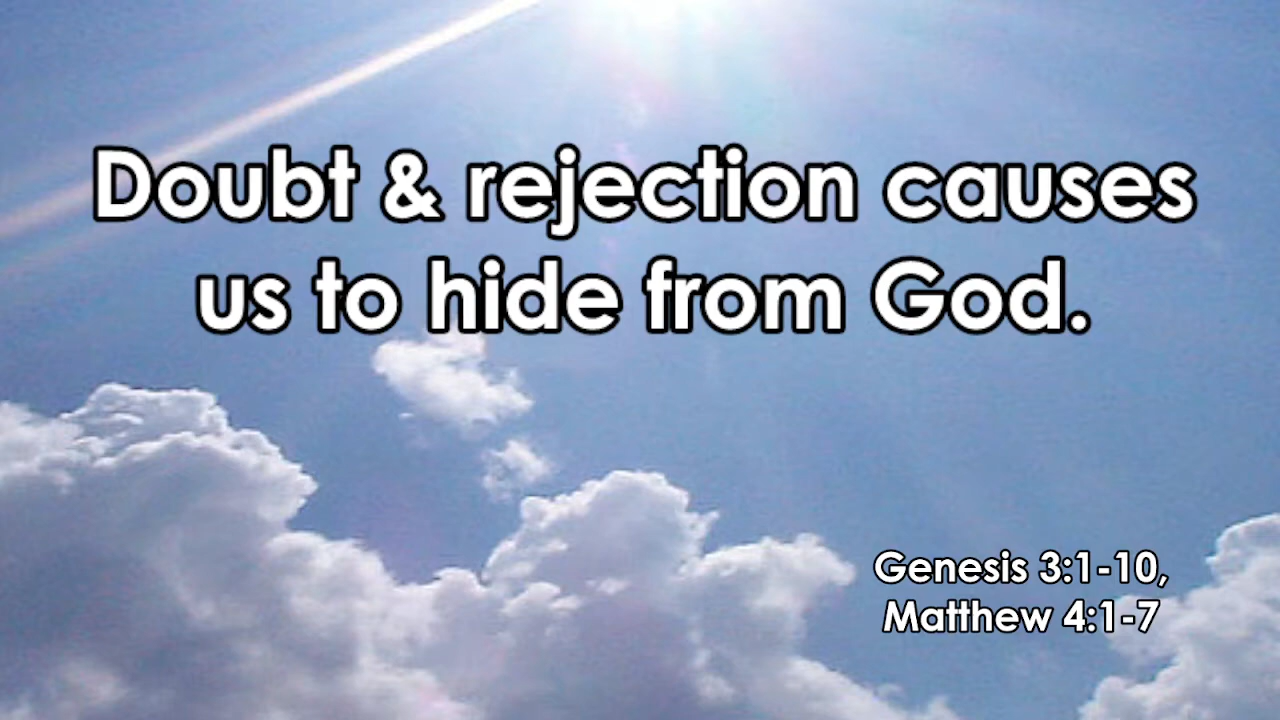 Doubt & rejection causes
us to hide from God.
Genesis 3:1-10,
Matthew 4:1-7